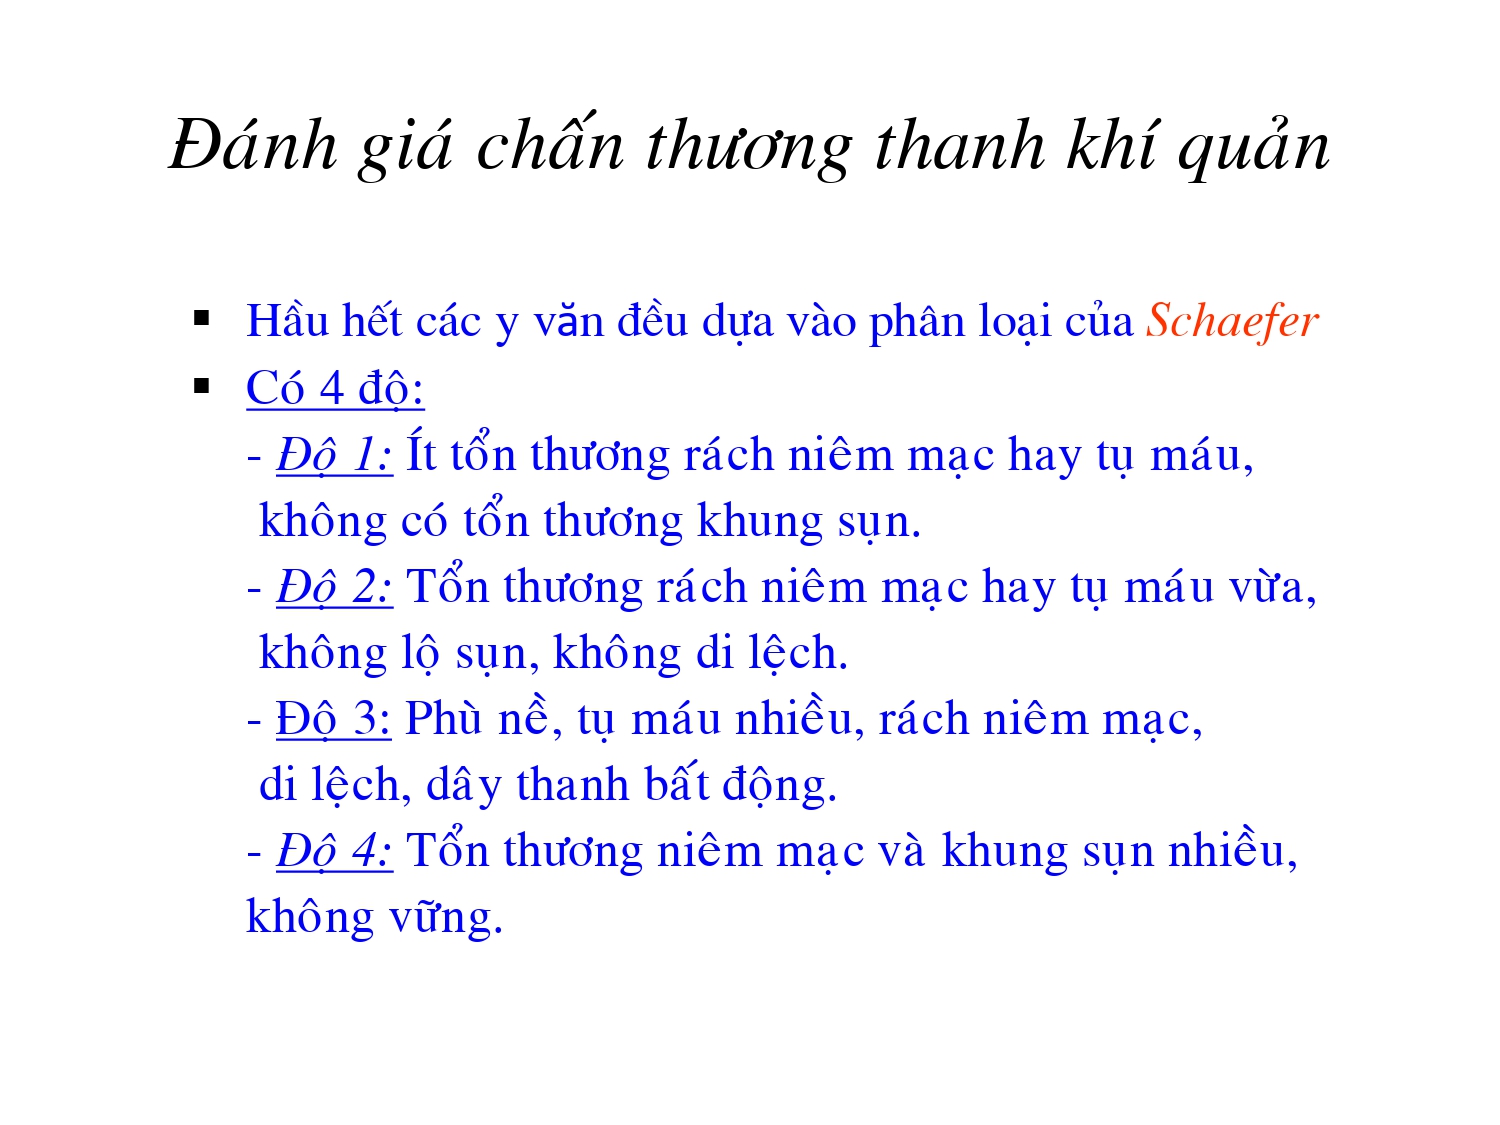 Đánh giá chấn thương thanh khí quản
▪ Hầu hết các y văn đều dựa vào phân loại của Schaefer
▪ Có 4 độ:
- Độ 1: Ít tổn thương rách niêm mạc hay tụ máu,
không có tổn thương khung sụn.
- Độ 2: Tổn thương rách niêm mạc hay tụ máu vừa,
không lộ sụn, không di lệch.
- Độ 3: Phù nề, tụ máu nhiều, rách niêm mạc,
di lệch, dây thanh bất động.
- Độ 4: Tổn thương niêm mạc và khung sụn nhiều,
không vững.